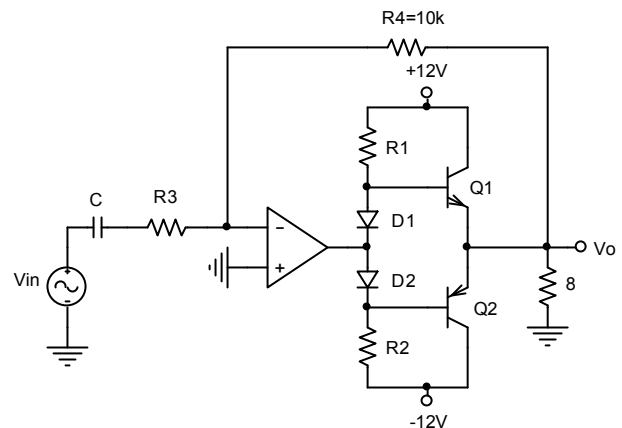 R4=10k
+12V
R1
Q1
C
R3
D1
−
+
Vo
Vin
+
−
D2
8
Q2
R2
-12V